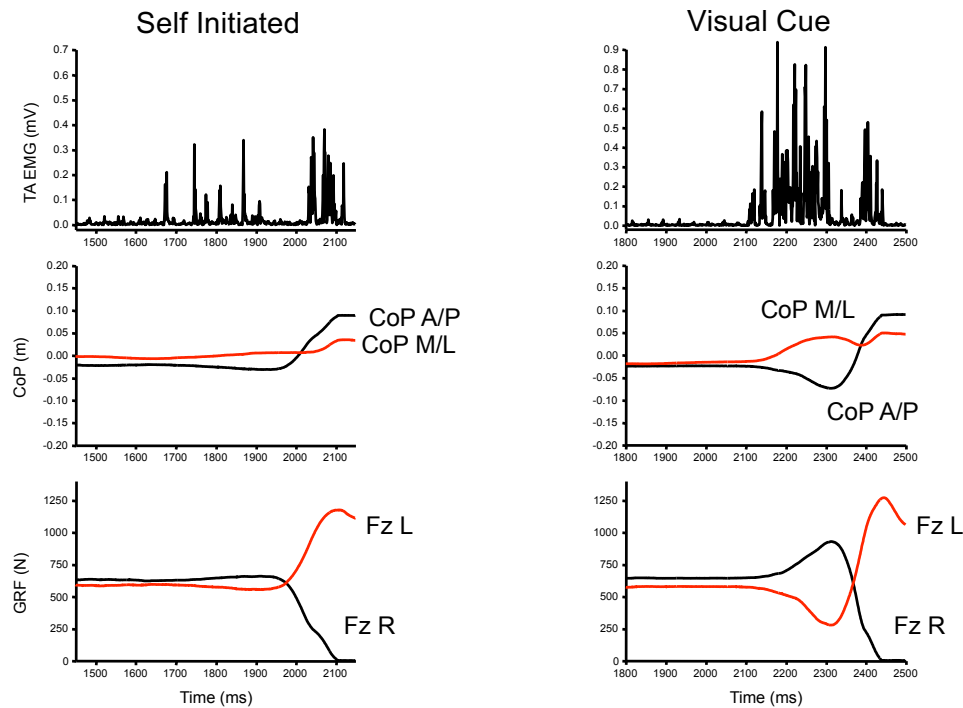 Self Initiated
Visual Cue
TA EMG (mV)
0.7
0.6
0.5
0.4
0.3
0.2
0.1
0.0
1500 1600 1700 1800 1900 2000 2100
0.9
0.8
0.7
0.6
0.5
0.4
0.3
0.2
0.1
0.0
1800 1900 2000 2100 2200 2300 2400 2500
CoP (m)
0.20
0.15
0.10
0.05
0.00
-0.05
-0.10
-0.15
-0.20
CoP A/P
CoP M/L
1500 1600 1700 1800 1900 2000 2100
0.20
0.15
0.10
0.05
0.00
-0.05
-0.10
-0.15
-0.20
CoP M/L
CoP A/P
1800 1900 2000 2100 2200 2300 2400 2500
GRF (N)
1250
1000
750
500
250
0
Fz L
Fz R
1500 1600 1700 1800 1900 2000 2100
Time (ms)
1250
1000
750
500
250
0
Fz L
Fz R
1800 1900 2000 2100 2200 2300 2400 2500
Time (ms)